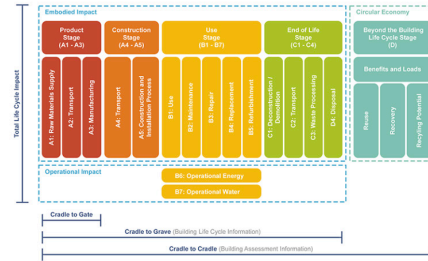 Embodied Impact
Circular Economy
Product
Stage
(A1 - A3)
Construction
Stage
(A4 - A5)
Use
Stage
(B1 - B7)
End of Life
Stage
(C1 - C4)
Beyond the Building
Life Cycle Stage
(D)
Benefits and Loads
Total Life Cycle Impact
A1: Raw Materials Supply
A2: Transport
A3: Manufacturing
A4: Transport
A5: Construction and
Installation Process
B1: Use
B2: Maintenance
B3: Repair
B4: Replacement
B5: Refurbishment
C1: Deconstruction /
Demolition
C2: Transport
C3: Waste Processing
D4: Disposal
Reuse
Recovery
Recycling Potential
Operational Impact
B6: Operational Energy
B7: Operational Water
Cradle to Gate
Cradle to Grave (Building Life Cycle Information)
Cradle to Cradle (Building Assessment Information)